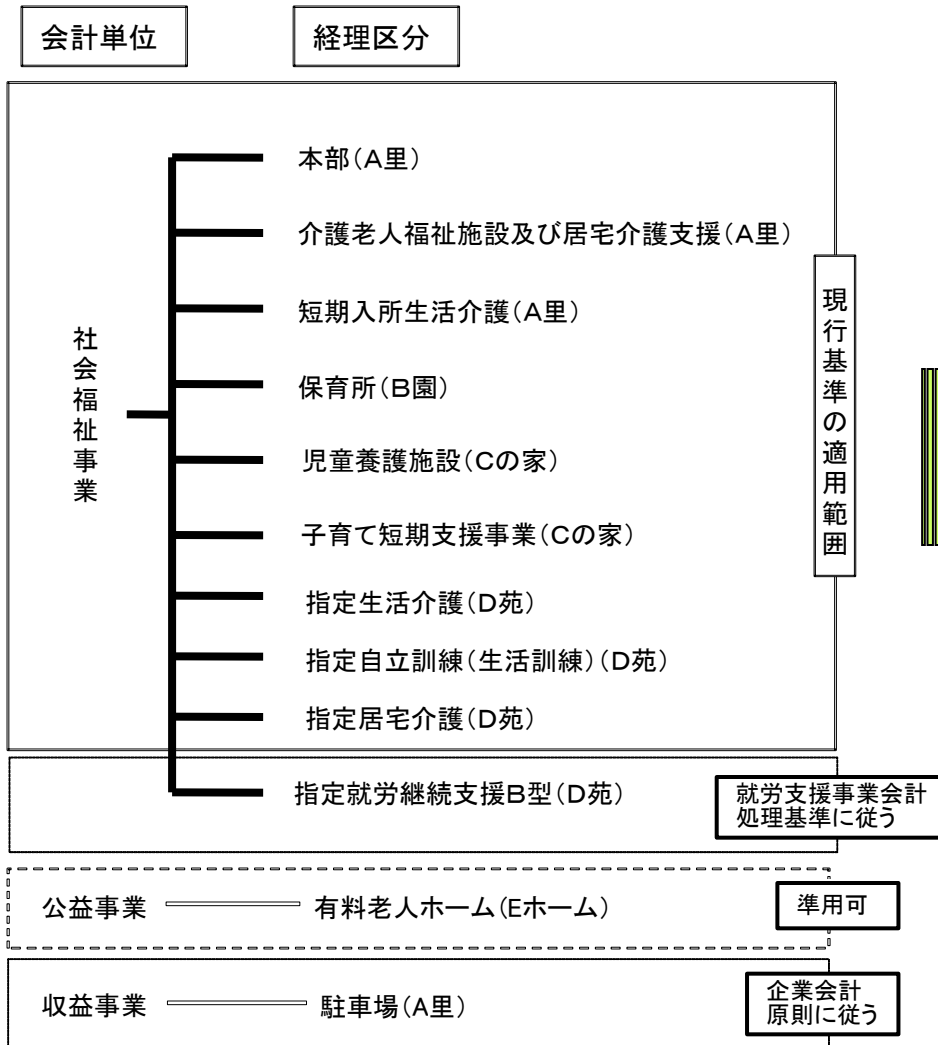 会計単位
経理区分
本部(A里)
介護老人福祉施設及び居宅介護支援(A里)
短期入所生活介護(A里)
保育所(B園)
児童養護施設(Cの家)
子育て短期支援事業(Cの家)
指定生活介護(D苑)
指定自立訓練(生活訓練)(D苑)
指定居宅介護(D苑)
社会福祉事業
現行基準の適用範囲
指定就労継続支援B型(D苑)
就労支援事業会計
処理基準に従う
公益事業
有料老人ホーム(Eホーム)
準用可
収益事業
駐車場(A里)
企業会計
原則に従う